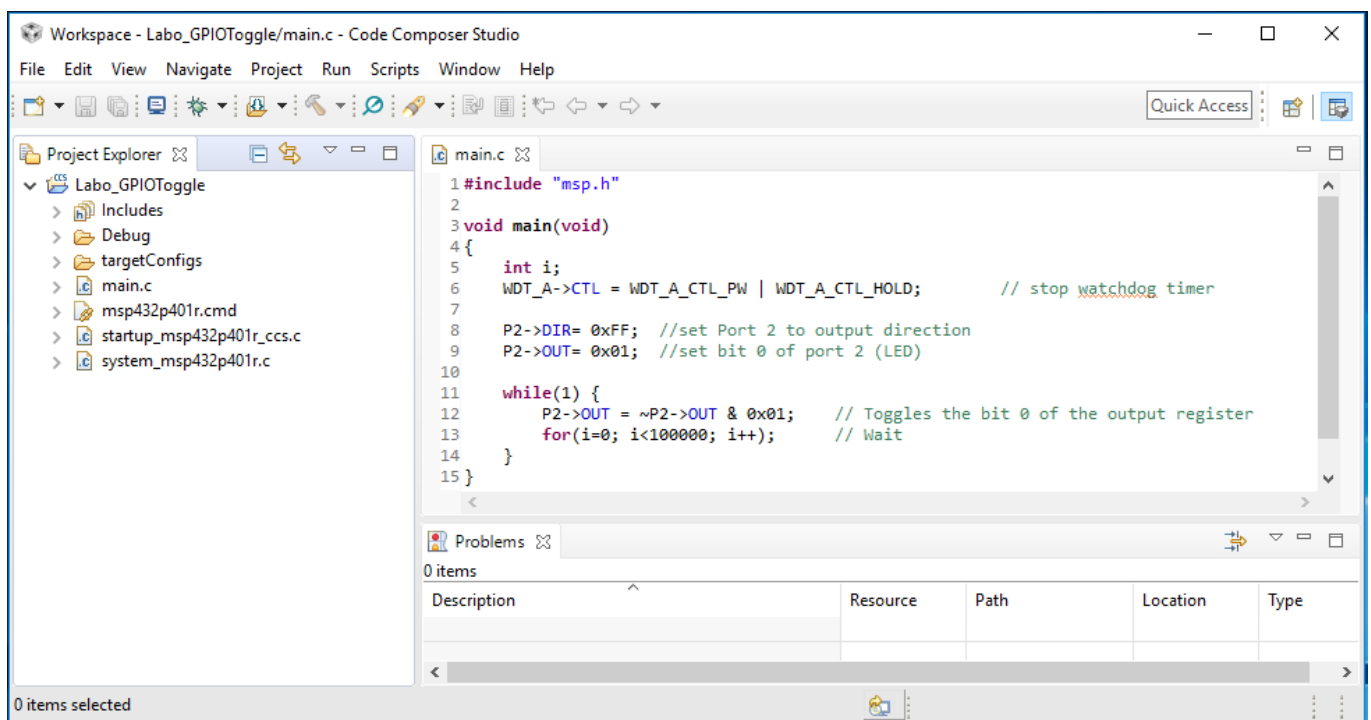 Workspace - Labo_GPIOToggle/main.c - Code Composer Studio
File Edit View Navigate Project Run Scripts Window Help
Quick Access
Project Explorer
Labo_GPIOToggle
Includes
Debug
targetConfigs
main.c
msp432p401r.cmd
startup_msp432p401r_ccs.c
system_msp432p401r.c
main.c
1 #include "msp.h"
2
3 void main(void)
4 {
5     int i;
6     WDT_A->CTL = WDT_A_CTL_PW | WDT_A_CTL_HOLD;         // stop watchdog timer
7
8     P2->DIR= 0xFF;  //set Port 2 to output direction
9     P2->OUT= 0x01;  //set bit 0 of port 2 (LED)
10
11     while(1) {
12         P2->OUT = ~P2->OUT & 0x01;    // Toggles the bit 0 of the output register
13         for(i=0; i<100000; i++);      // Wait
14     }
15 }
Problems
0 items
Description Resource Path Location Type
0 items selected